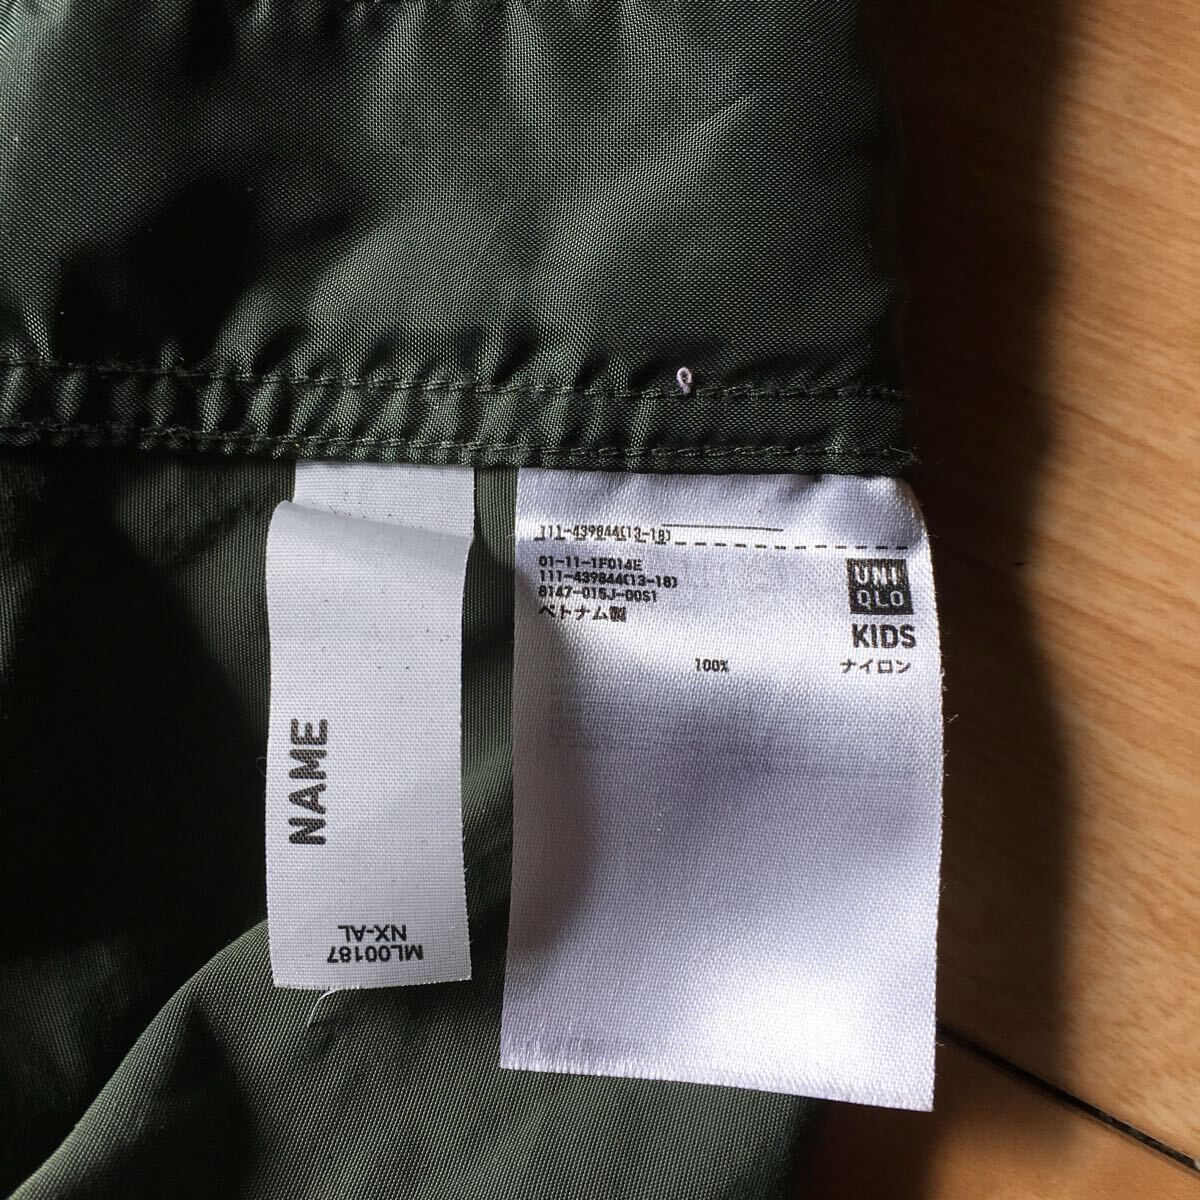 111-439844(13-18)
01-11-1F014E
111-439844(13-18)
8147-015J-00S1
ベトナム製
UNI
QLO
KIDS
100% ナイロン
NAME
ML00187
NX-AL